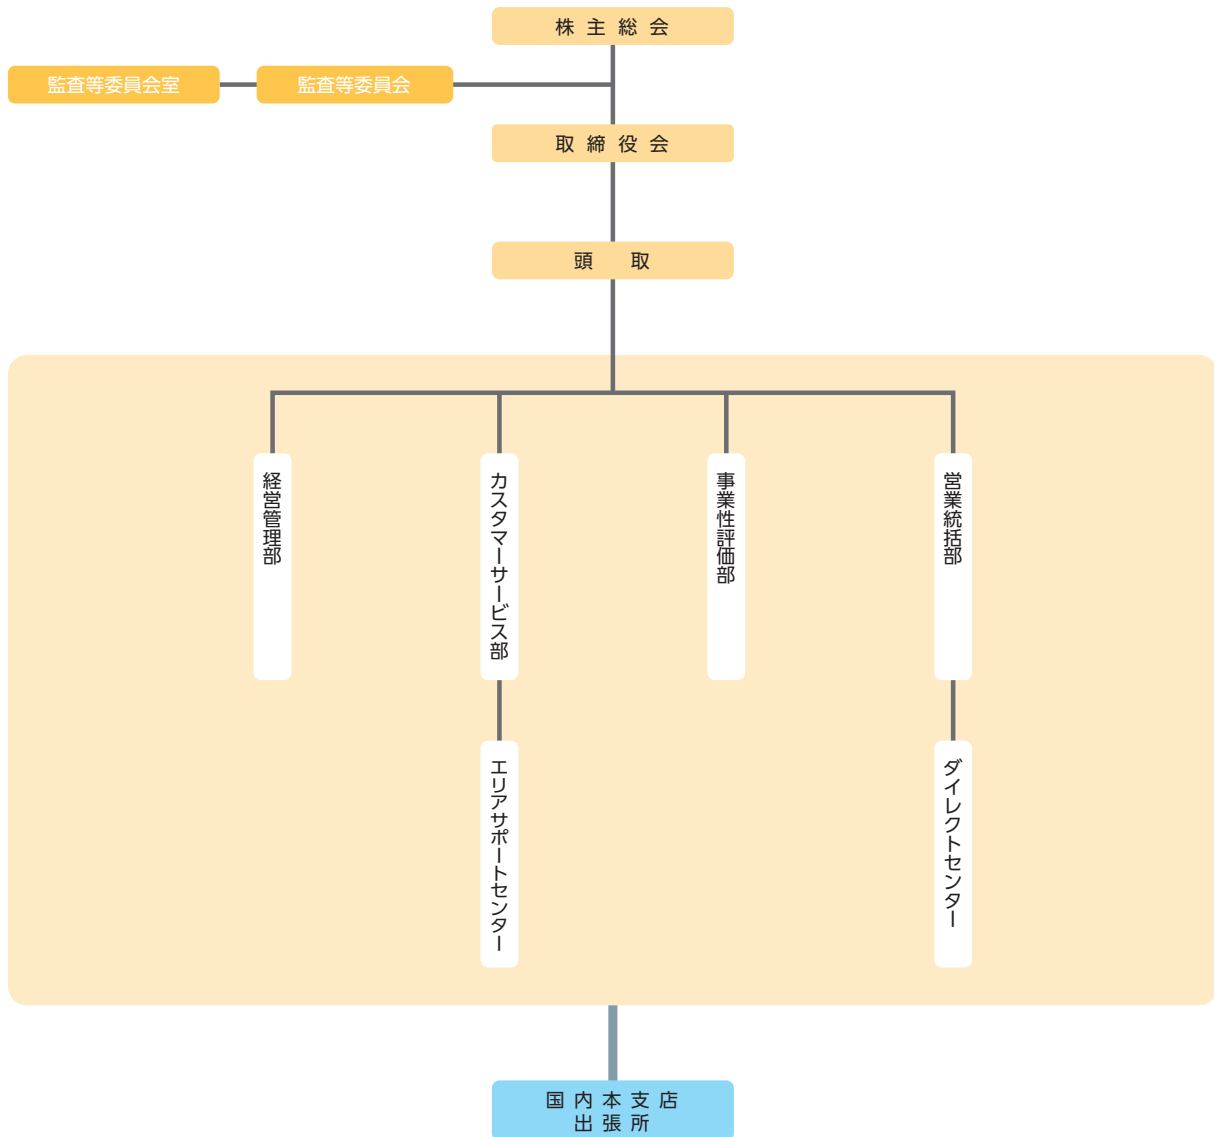 株主総会
監査等委員会室
監査等委員会
取締役会
頭取
経営管理部
カスタマーサービス部
事業性評価部
営業統括部
エリアサポートセンター
ダイレクトセンター
国内本支店
出張所